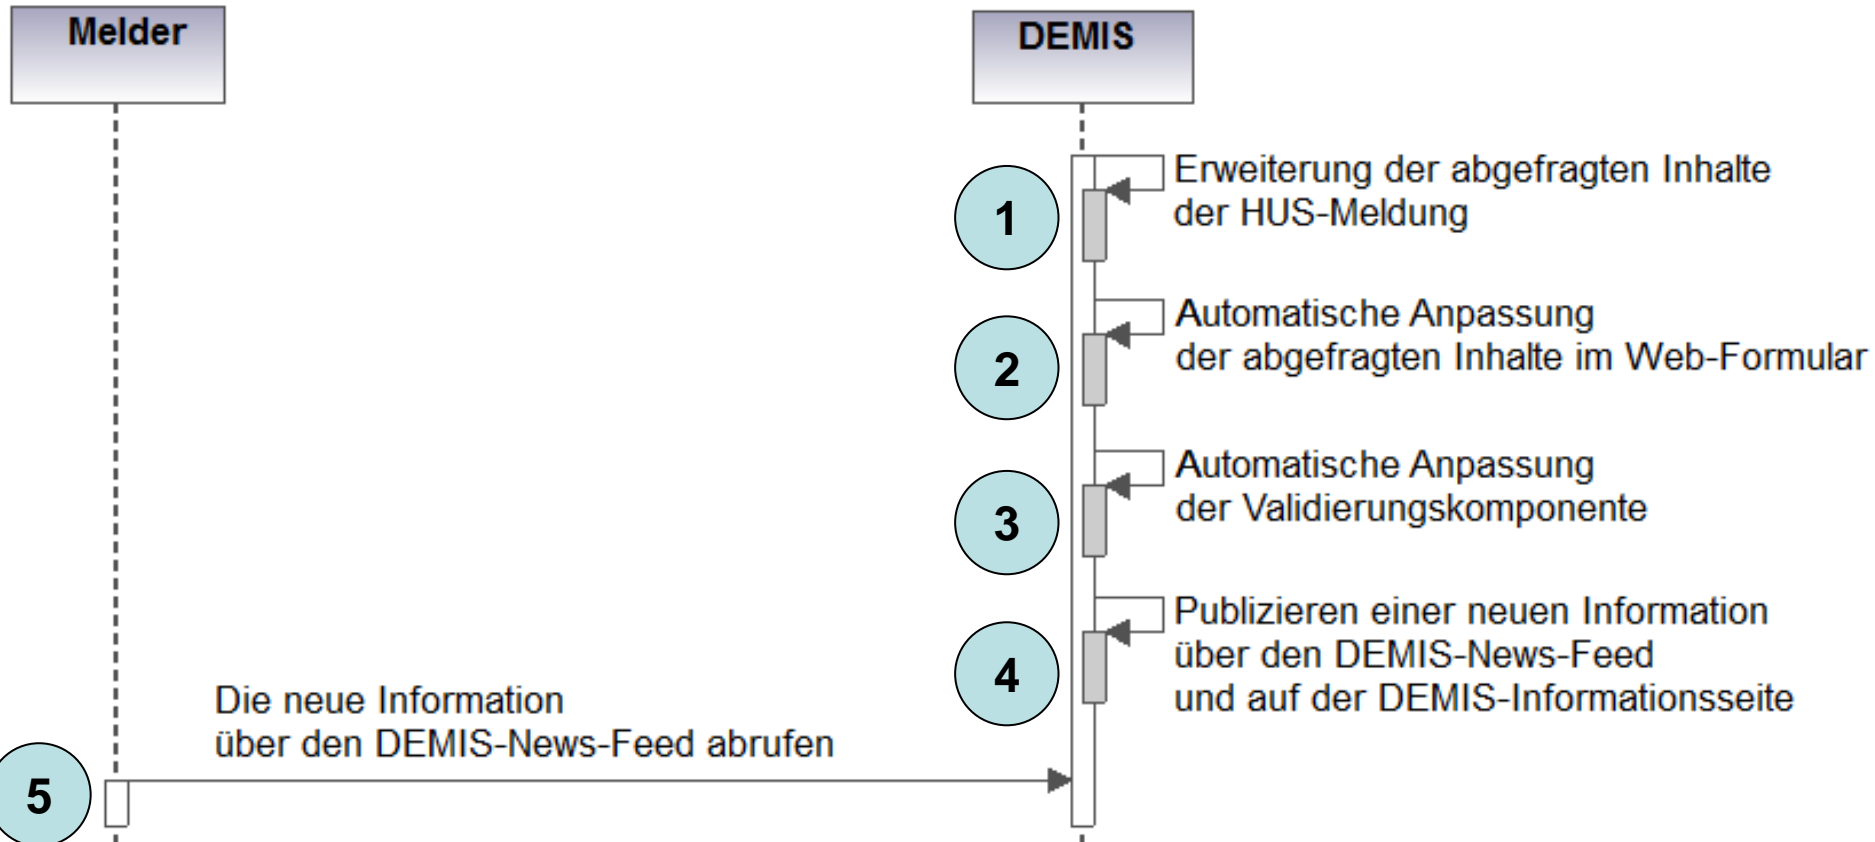 Melder
DEMIS
1
Erweiterung der abgefragten Inhalte
der HUS-Meldung
2
Automatische Anpassung
der abgefragten Inhalte im Web-Formular
3
Automatische Anpassung
der Validierungskomponente
4
Publizieren einer neuen Information
über den DEMIS-News-Feed
und auf der DEMIS-Informationsseite
Die neue Information
über den DEMIS-News-Feed abrufen
5